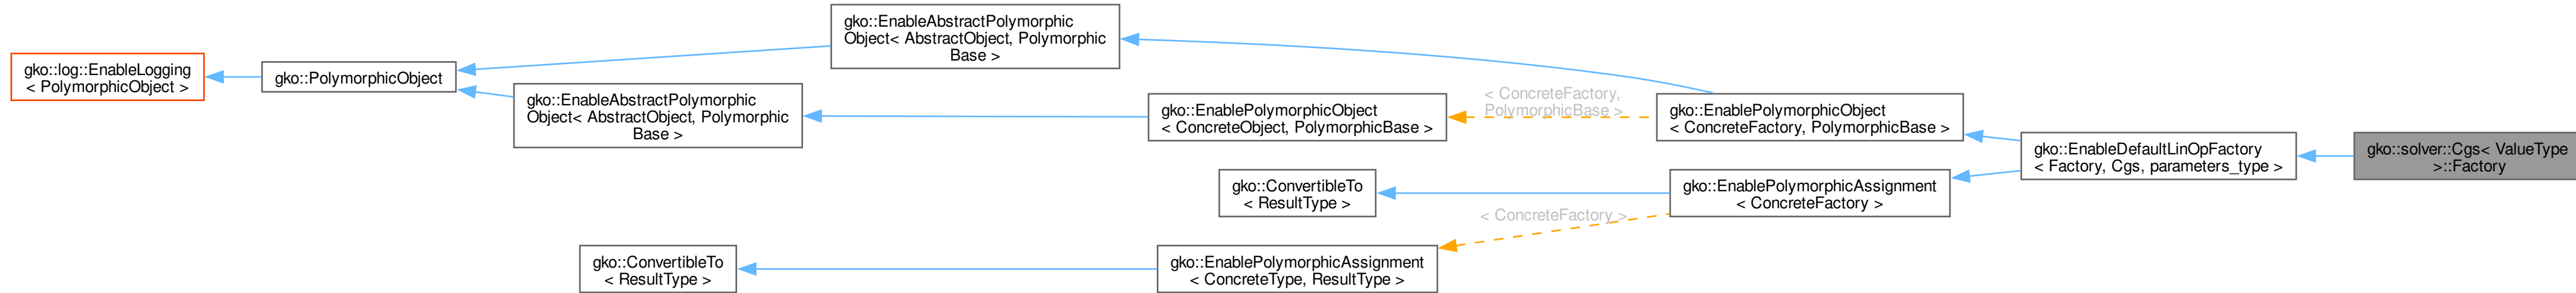 gko::log::EnableLogging
< PolymorphicObject >
gko::PolymorphicObject
gko::EnableAbstractPolymorphic
Object< AbstractObject, Polymorphic
Base >
gko::EnableAbstractPolymorphic
Object< AbstractObject, Polymorphic
Base >
gko::EnablePolymorphicObject
< ConcreteObject, PolymorphicBase >
< ConcreteFactory,
PolymorphicBase >
gko::EnablePolymorphicObject
< ConcreteFactory, PolymorphicBase >
gko::ConvertibleTo
< ResultType >
gko::EnablePolymorphicAssignment
< ConcreteFactory >
< ConcreteFactory >
gko::ConvertibleTo
< ResultType >
gko::EnablePolymorphicAssignment
< ConcreteType, ResultType >
gko::EnableDefaultLinOpFactory
< Factory, Cgs, parameters_type >
gko::solver::Cgs< ValueType
>::Factory